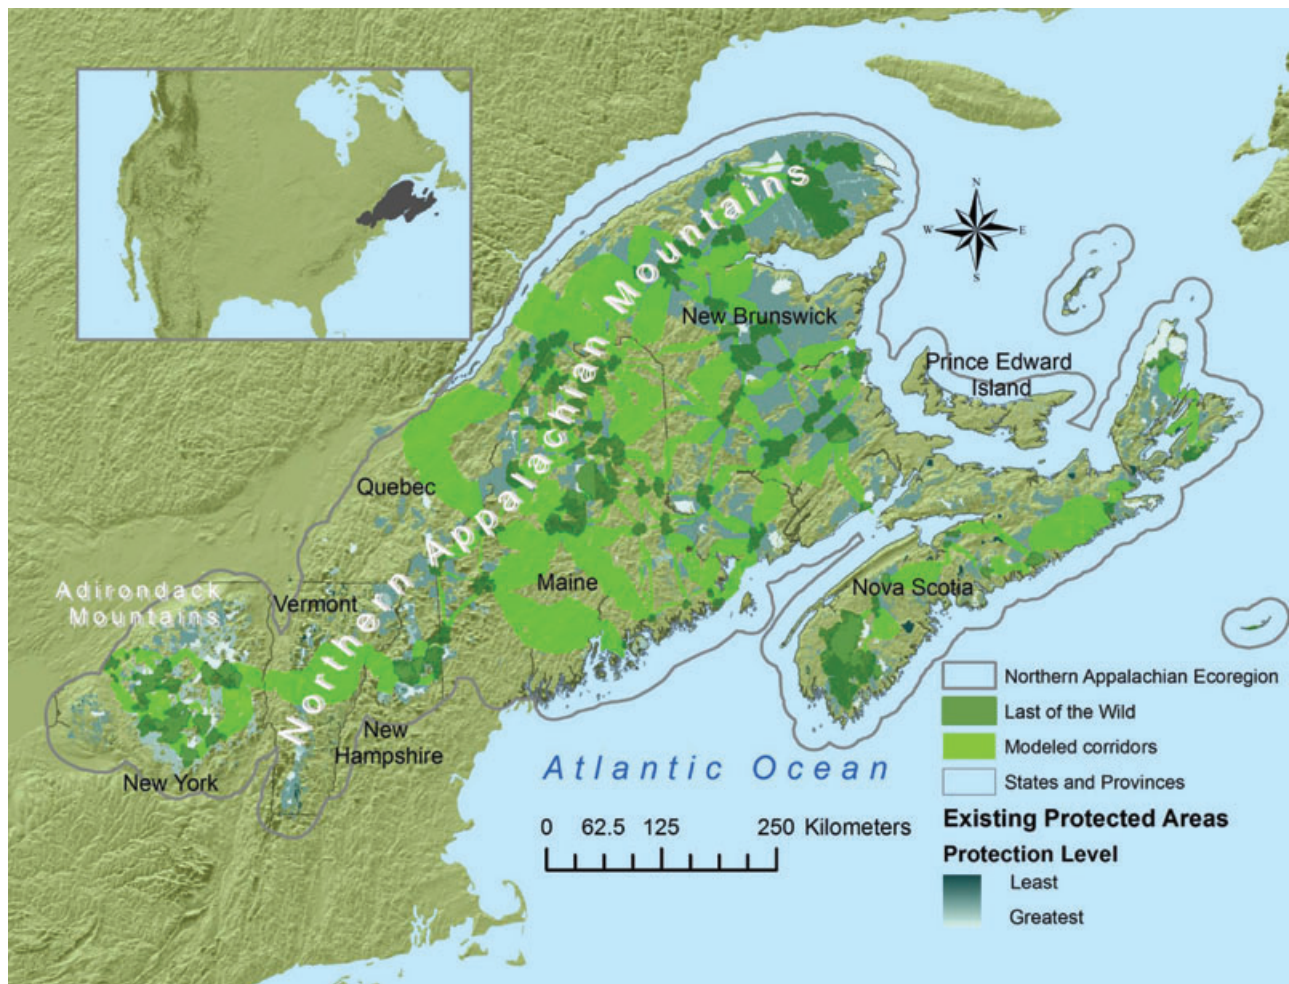 Northern Appalachian Mountains
N
W E
S
New Brunswick
Prince Edward
Island
Quebec
Maine
Nova Scotia
Adirondack
Mountains
Vermont
New
Hampshire
New York
Atlantic Ocean
0 62.5 125 250 Kilometers
Northern Appalachian Ecoregion
Last of the Wild
Modeled corridors
States and Provinces
Existing Protected Areas
Protection Level
Least
Greatest